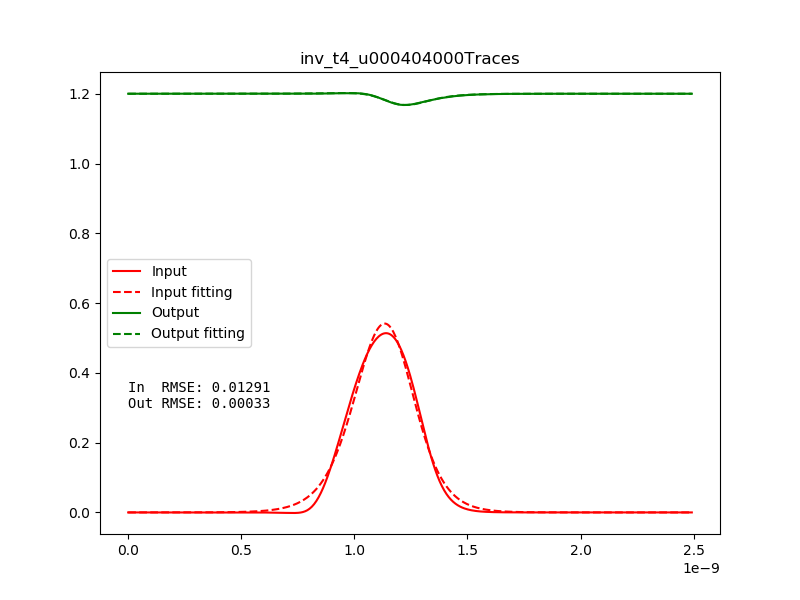 inv_t4_u000404000Traces
1.2
1.0
0.8
0.6
0.4
0.2
0.0
Input
Input fitting
Output
Output fitting
In  RMSE: 0.01291
Out RMSE: 0.00033
0.0
0.5
1.0
1.5
2.0
2.5
1e−9